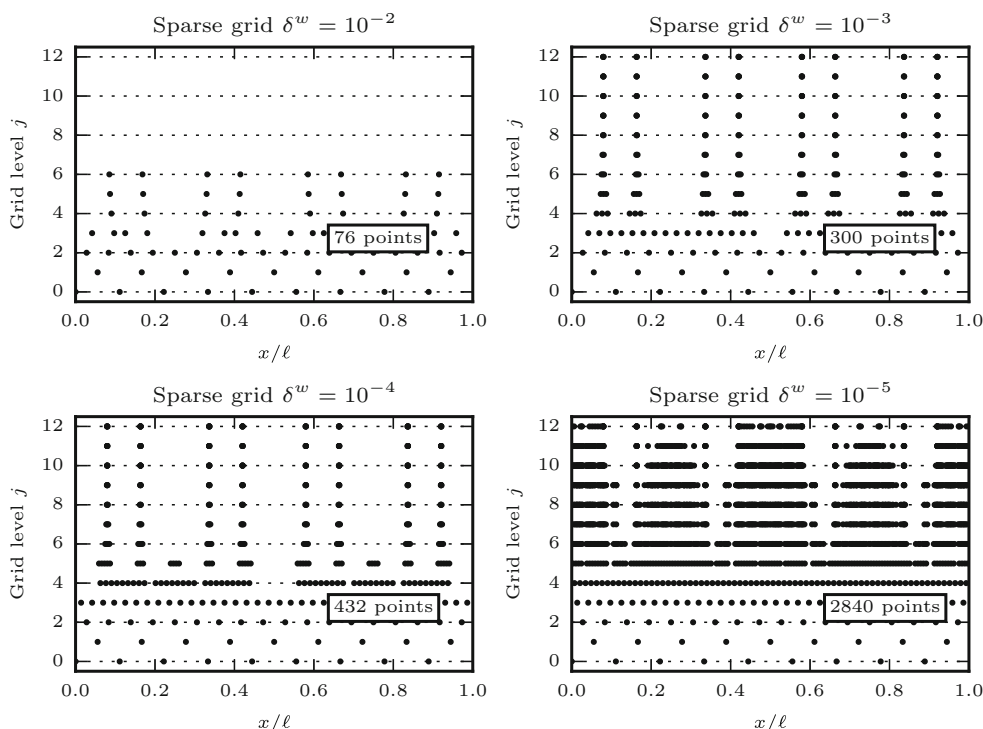 Sparse grid δʷ = 10⁻²
Grid level j
12
10
8
6
4
2
0
76 points
0.0 0.2 0.4 0.6 0.8 1.0
x/ℓ
Sparse grid δʷ = 10⁻³
Grid level j
12
10
8
6
4
2
0
300 points
0.0 0.2 0.4 0.6 0.8 1.0
x/ℓ
Sparse grid δʷ = 10⁻⁴
Grid level j
12
10
8
6
4
2
0
432 points
0.0 0.2 0.4 0.6 0.8 1.0
x/ℓ
Sparse grid δʷ = 10⁻⁵
Grid level j
12
10
8
6
4
2
0
2840 points
0.0 0.2 0.4 0.6 0.8 1.0
x/ℓ